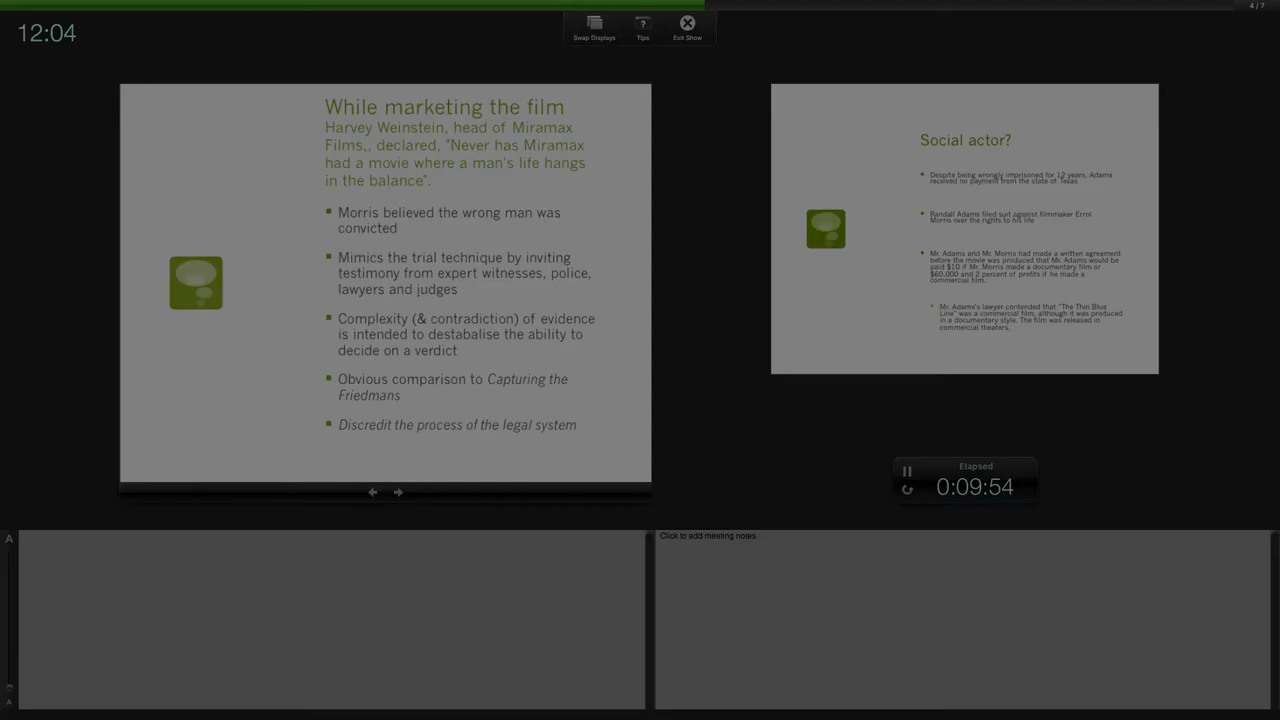 4 / 7
12:04
Swap Displays
Tips
Exit Show
While marketing the film
Harvey Weinstein, head of Miramax
Films,, declared, "Never has Miramax
had a movie where a man's life hangs
in the balance".
Morris believed the wrong man was
convicted
Mimics the trial technique by inviting
testimony from expert witnesses, police,
lawyers and judges
Complexity (& contradiction) of evidence
is intended to destabalise the ability to
decide on a verdict
Obvious comparison to Capturing the
Friedmans
Discredit the process of the legal system
Social actor?
Despite being wrongly imprisoned for 12 years, Adams
received no payment from the state of Texas
Randall Adams filed suit against filmmaker Errol
Morris over the rights to his life
Mr. Adams and Mr. Morris had made a written agreement
before the movie was produced that Mr. Adams would be
paid $10 if Mr. Morris made a documentary film or
$60,000 and 2 percent of profits if he made a
commercial film.
Mr. Adams's lawyer contended that "The Thin Blue
Line" was a commercial film, although it was produced
in a documentary style. The film was released in
commercial theaters.
Elapsed
0:09:54
A
A
Click to add meeting notes